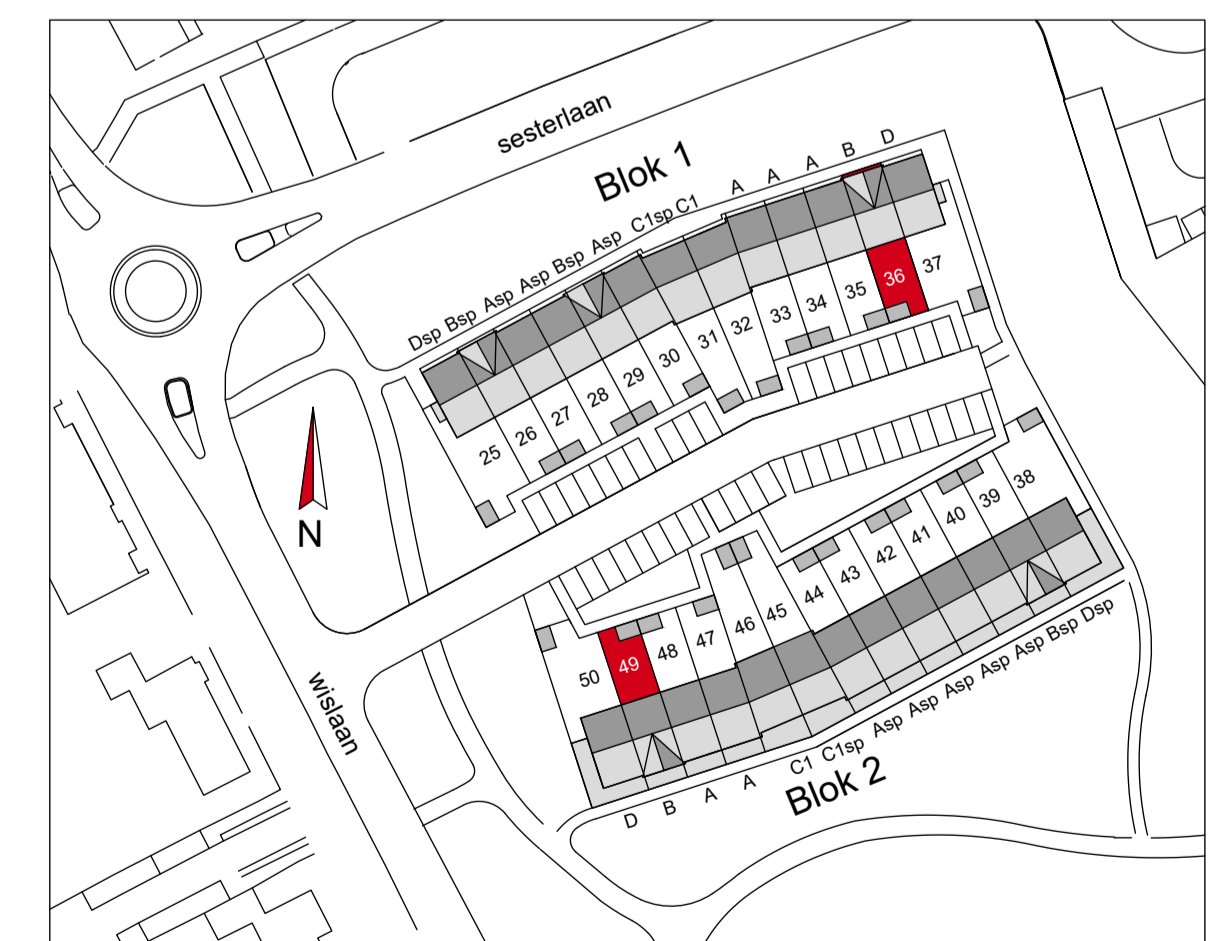 sesterlaan
Blok 1
Dsp Bsp Asp Asp Bsp Asp C1sp C1 A A A B D
25 26 27 28 29 30 31 32 33 34 35 36 37
N
50 49 48 47 46 45 44 43 42 41 40 39 38
wislaan
D B A A C1 C1sp Asp Asp Asp Asp Asp Bsp Dsp
Blok 2